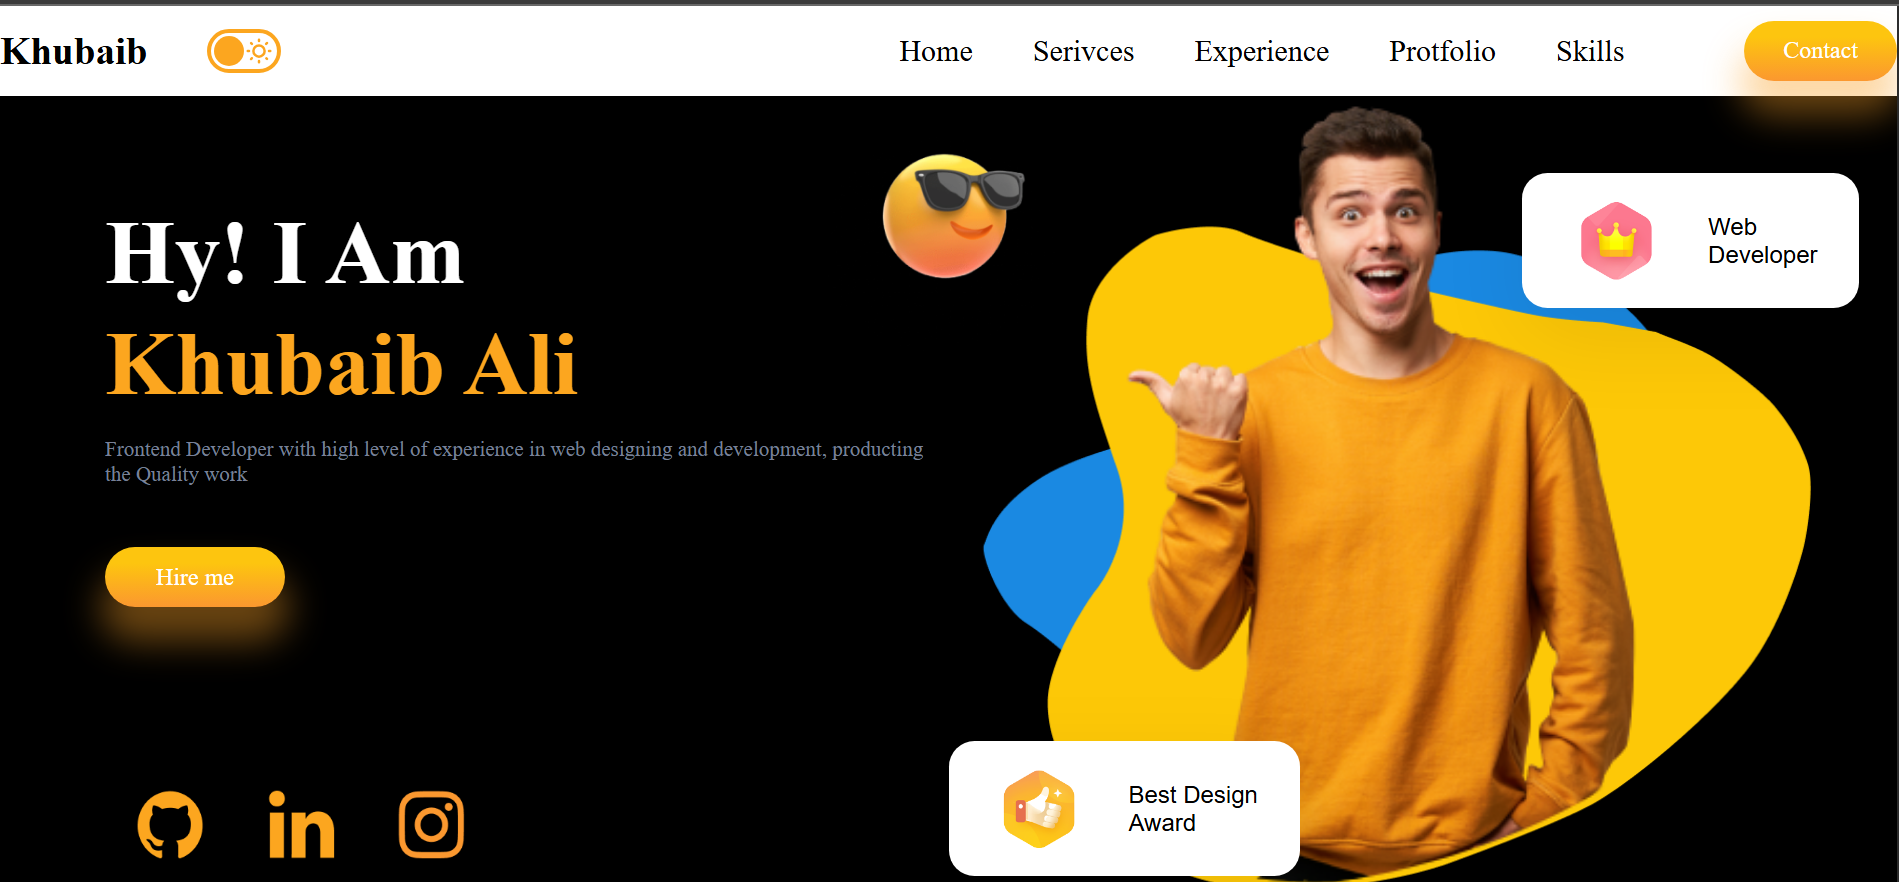 Khubaib
Home Serivces Experience Protfolio Skills
Contact
Hy! I Am
Khubaib Ali
Frontend Developer with high level of experience in web designing and development, producting
the Quality work
Hire me
Web
Developer
in
Best Design
Award